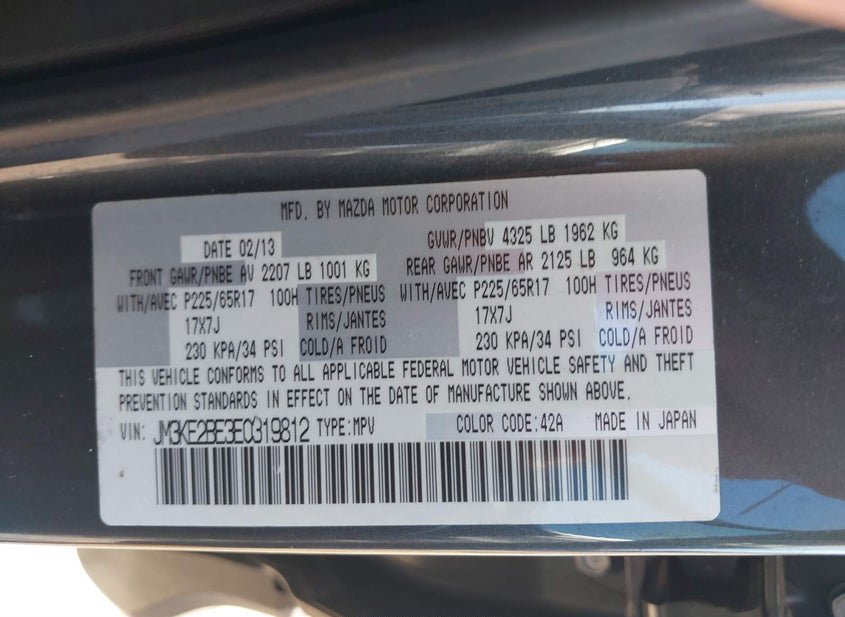 MFD. BY MAZDA MOTOR CORPORATION
DATE 02/13 GVWR/PNBV 4325 LB 1962 KG
FRONT GAWR/PNBE AV 2207 LB 1001 KG REAR GAWR/PNBE AR 2125 LB 964 KG
WITH/AVEC P225/65R17 100H TIRES/PNEUS WITH/AVEC P225/65R17 100H TIRES/PNEUS
17X7J RIMS/JANTES 17X7J RIMS/JANTES
230 KPA/34 PSI COLD/A FROID 230 KPA/34 PSI COLD/A FROID
THIS VEHICLE CONFORMS TO ALL APPLICABLE FEDERAL MOTOR VEHICLE SAFETY AND THEFT
PREVENTION STANDARDS IN EFFECT ON THE DATE OF MANUFACTURE SHOWN ABOVE.
VIN: JM3KE2BE3E0319812 TYPE:MPV COLOR CODE:42A MADE IN JAPAN